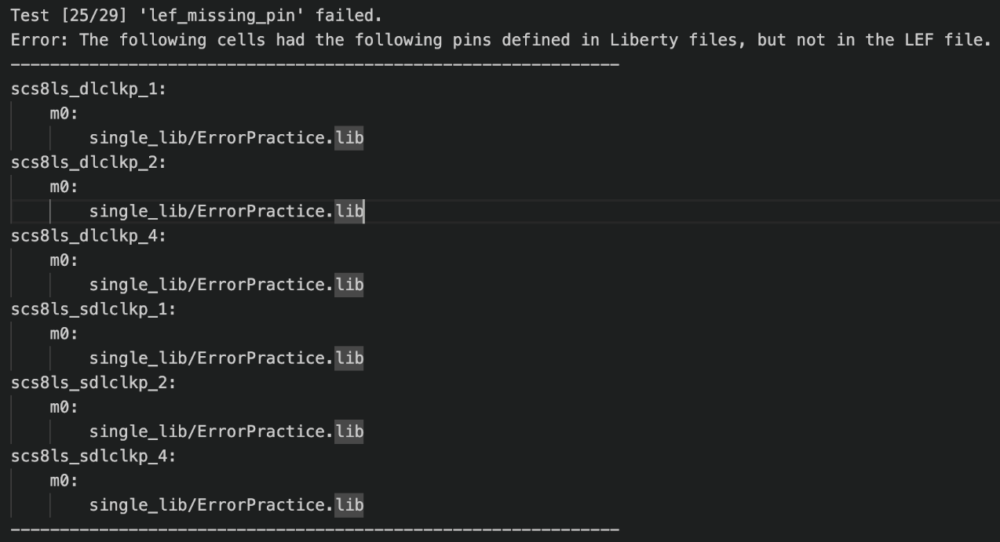 Test [25/29] 'lef_missing_pin' failed.
Error: The following cells had the following pins defined in Liberty files, but not in the LEF file.
--------------------------------------------------------------
scs8ls_dlclkp_1:
m0:
single_lib/ErrorPractice.lib
scs8ls_dlclkp_2:
m0:
single_lib/ErrorPractice.lib
scs8ls_dlclkp_4:
m0:
single_lib/ErrorPractice.lib
scs8ls_sdlclkp_1:
m0:
single_lib/ErrorPractice.lib
scs8ls_sdlclkp_2:
m0:
single_lib/ErrorPractice.lib
scs8ls_sdlclkp_4:
m0:
single_lib/ErrorPractice.lib
--------------------------------------------------------------